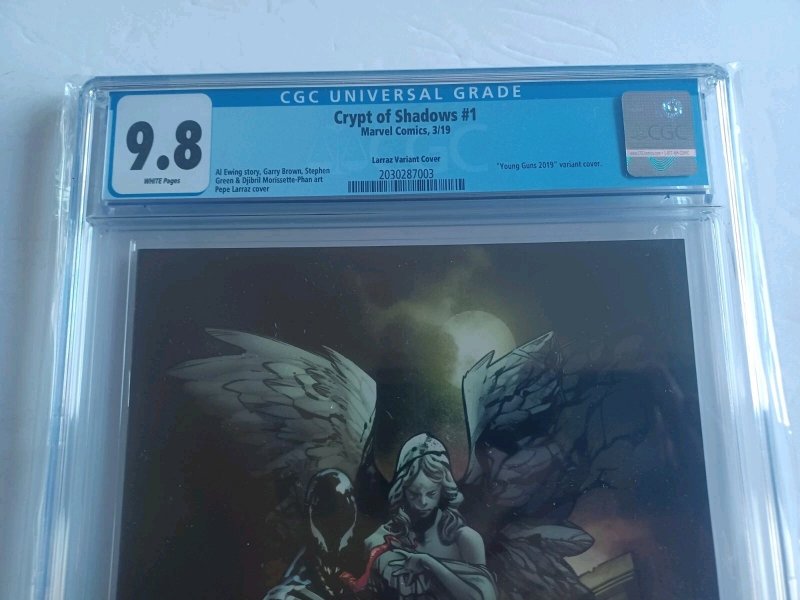 CGC UNIVERSAL GRADE
9.8
WHITE Pages
Crypt of Shadows #1
Marvel Comics, 3/19
Larraz Variant Cover
Al Ewing story, Garry Brown, Stephen
Green & Djibril Morissette-Phan art
Pepe Larraz cover
2030287003
"Young Guns 2019" variant cover.
CGC